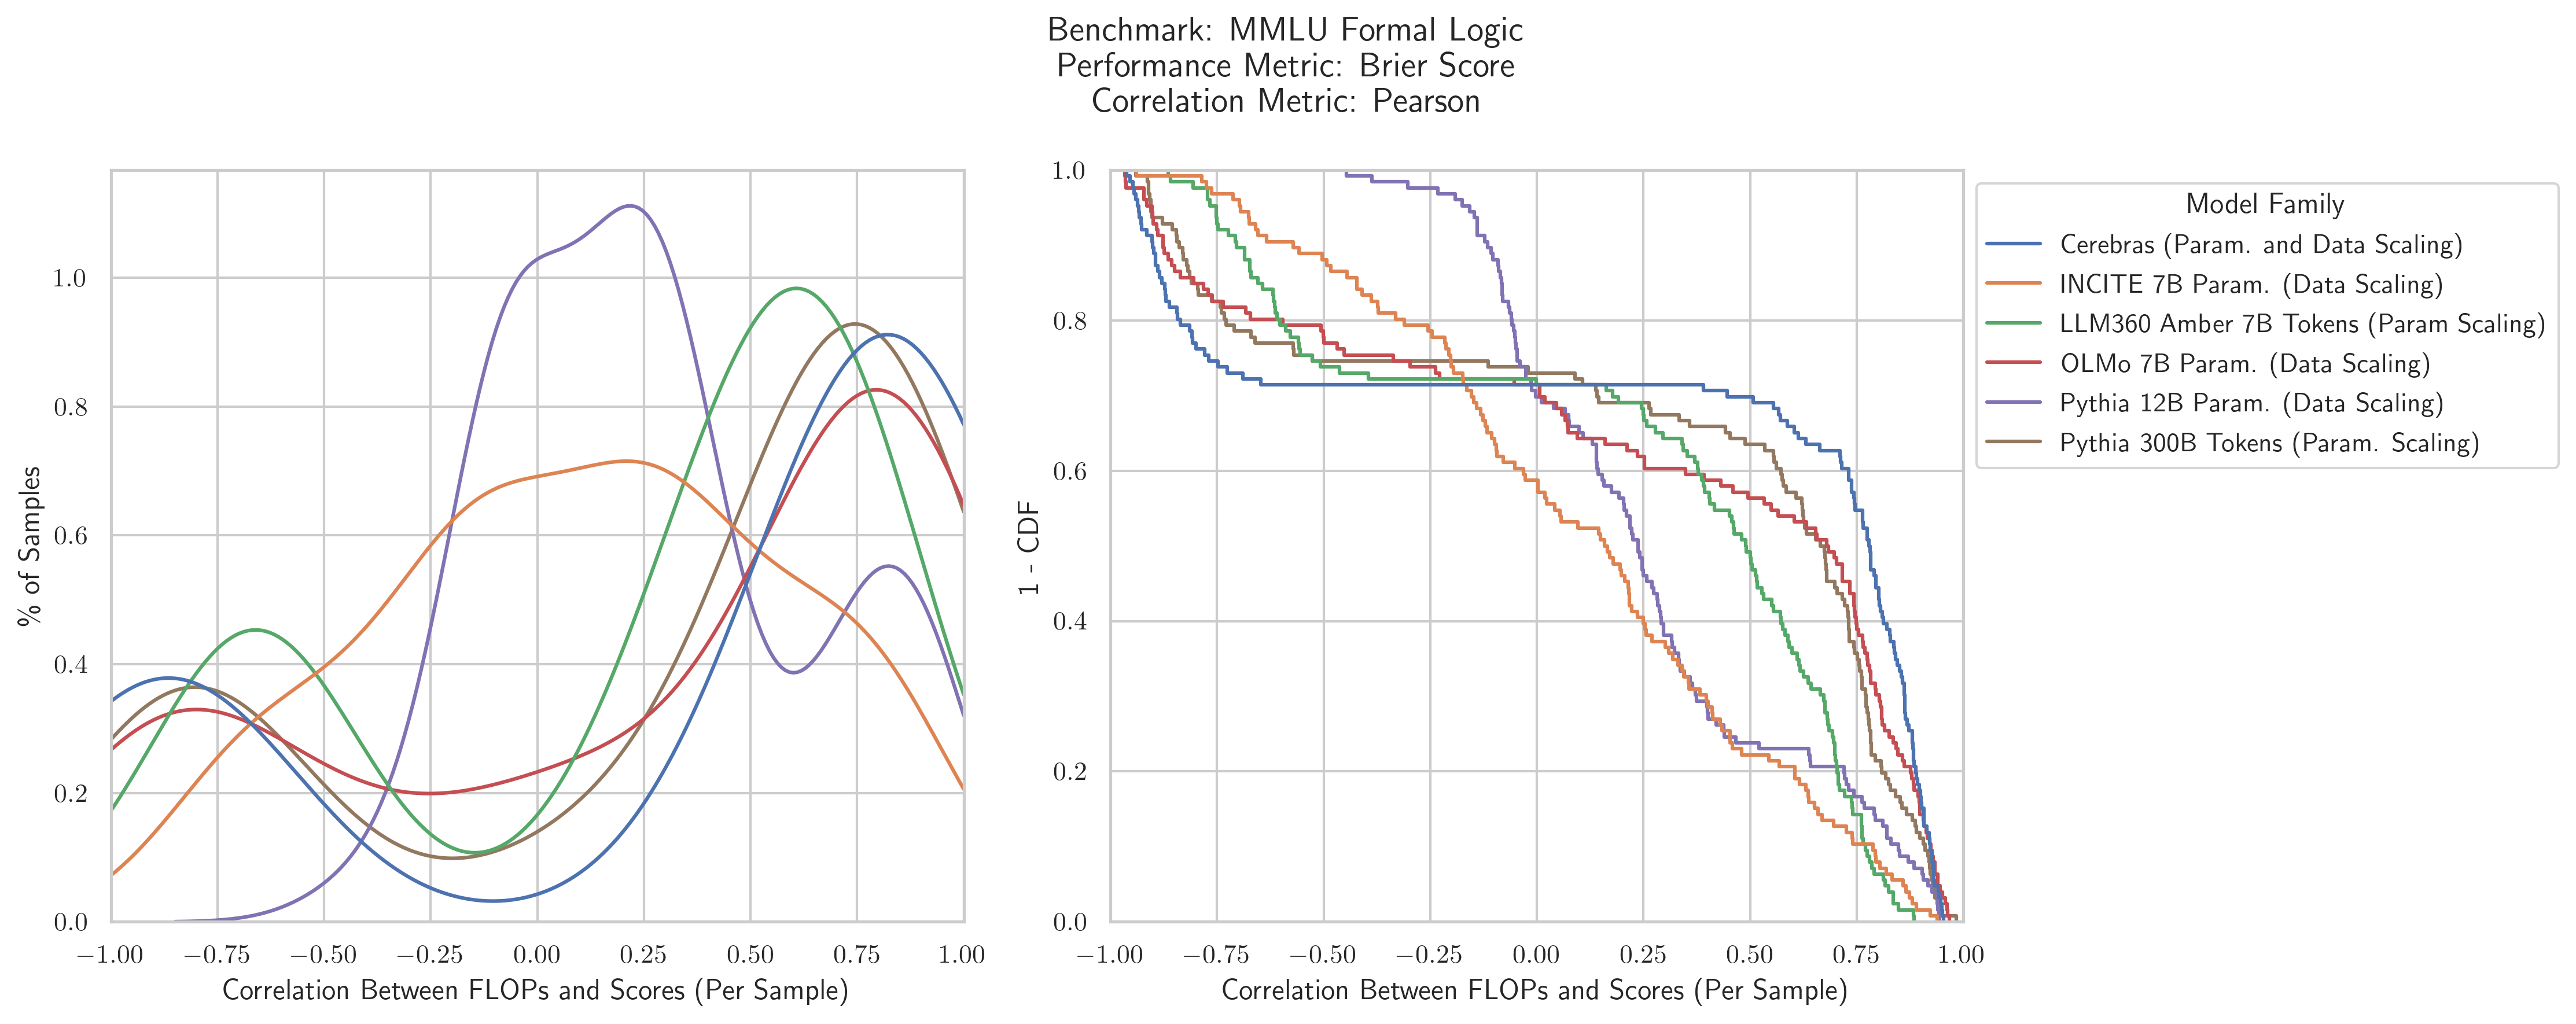 Benchmark: MMLU Formal Logic
Performance Metric: Brier Score
Correlation Metric: Pearson
% of Samples
1.0
0.8
0.6
0.4
0.2
0.0
−1.00 −0.75 −0.50 −0.25 0.00 0.25 0.50 0.75 1.00
Correlation Between FLOPs and Scores (Per Sample)
1 - CDF
1.0
0.8
0.6
0.4
0.2
0.0
−1.00 −0.75 −0.50 −0.25 0.00 0.25 0.50 0.75 1.00
Correlation Between FLOPs and Scores (Per Sample)
Model Family
Cerebras (Param. and Data Scaling)
INCITE 7B Param. (Data Scaling)
LLM360 Amber 7B Tokens (Param Scaling)
OLMo 7B Param. (Data Scaling)
Pythia 12B Param. (Data Scaling)
Pythia 300B Tokens (Param. Scaling)